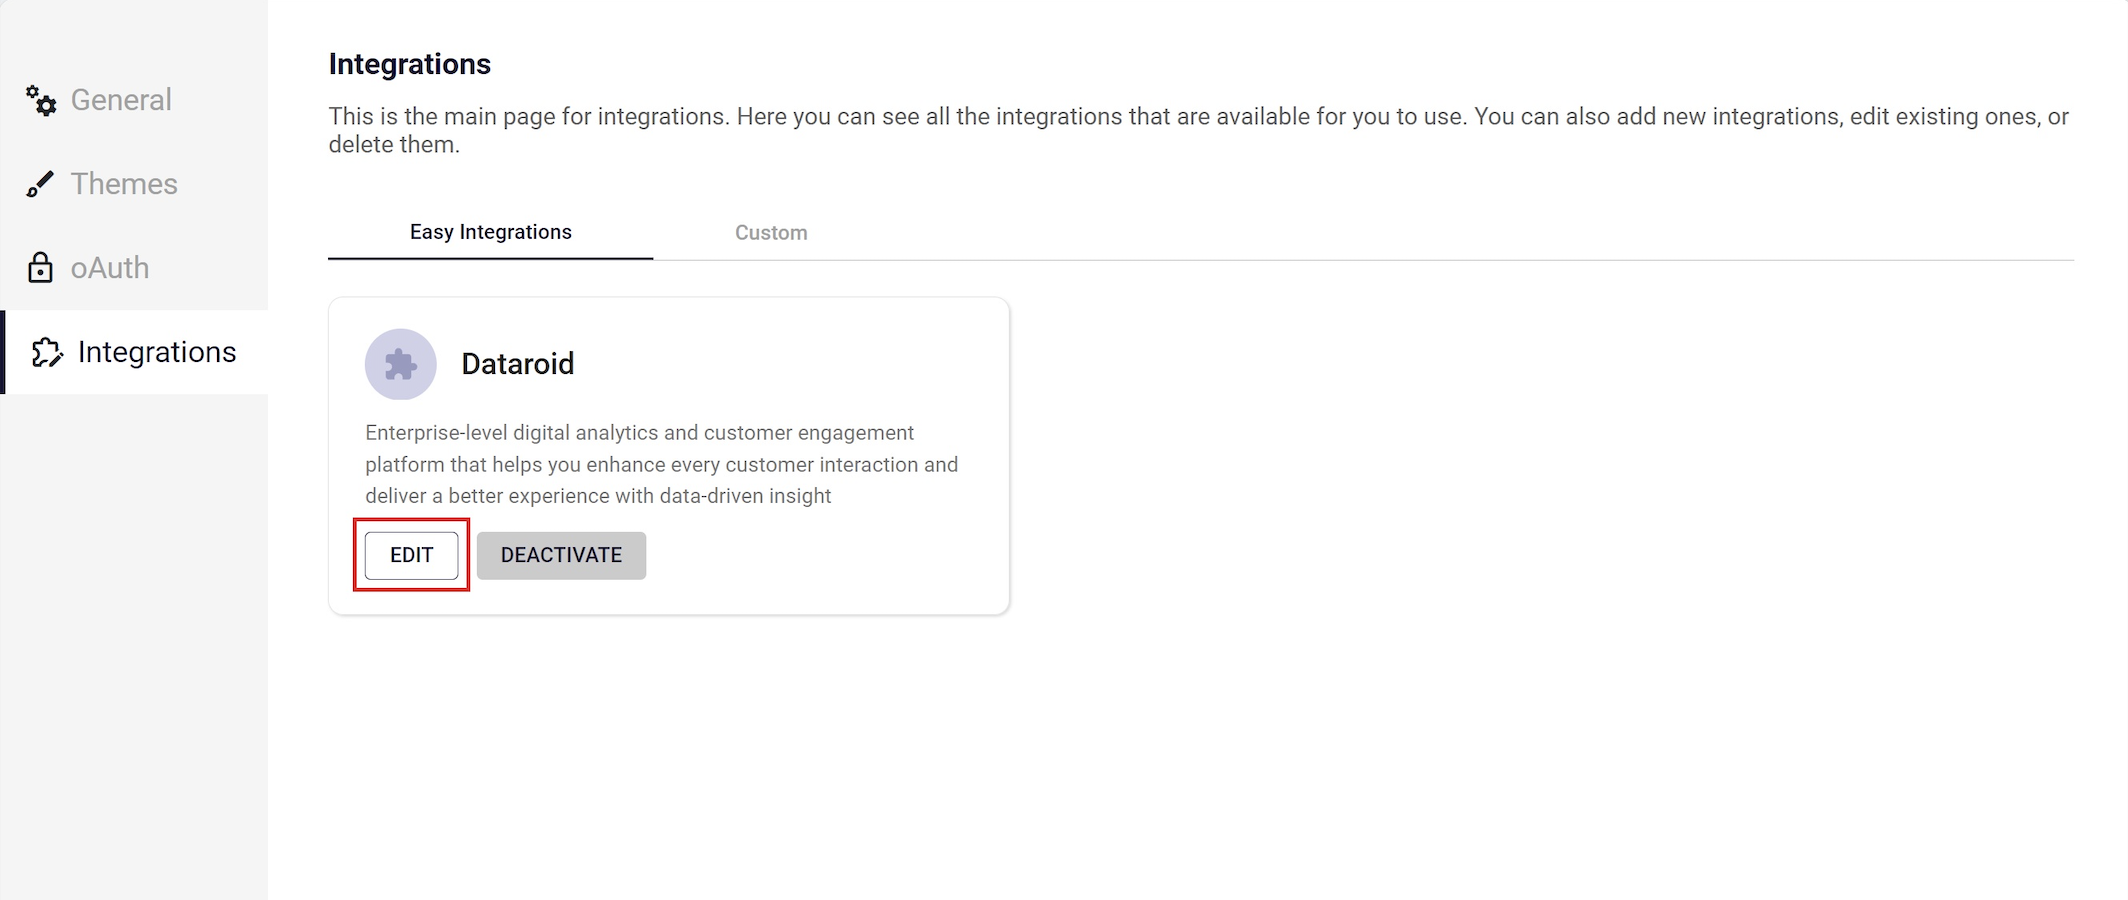 General
Themes
oAuth
Integrations
Integrations
This is the main page for integrations. Here you can see all the integrations that are available for you to use. You can also add new integrations, edit existing ones, or
delete them.
Easy Integrations
Custom
Dataroid
Enterprise-level digital analytics and customer engagement
platform that helps you enhance every customer interaction and
deliver a better experience with data-driven insight
EDIT
DEACTIVATE